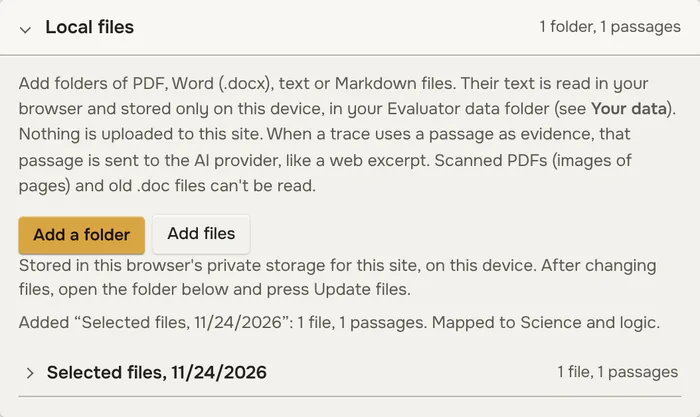 Local files
1 folder, 1 passages
Add folders of PDF, Word (.docx), text or Markdown files. Their text is read in your
browser and stored only on this device, in your Evaluator data folder (see Your data).
Nothing is uploaded to this site. When a trace uses a passage as evidence, that
passage is sent to the AI provider, like a web excerpt. Scanned PDFs (images of
pages) and old .doc files can't be read.
Add a folder
Add files
Stored in this browser's private storage for this site, on this device. After changing
files, open the folder below and press Update files.
Added “Selected files, 11/24/2026”: 1 file, 1 passages. Mapped to Science and logic.
Selected files, 11/24/2026
1 file, 1 passages